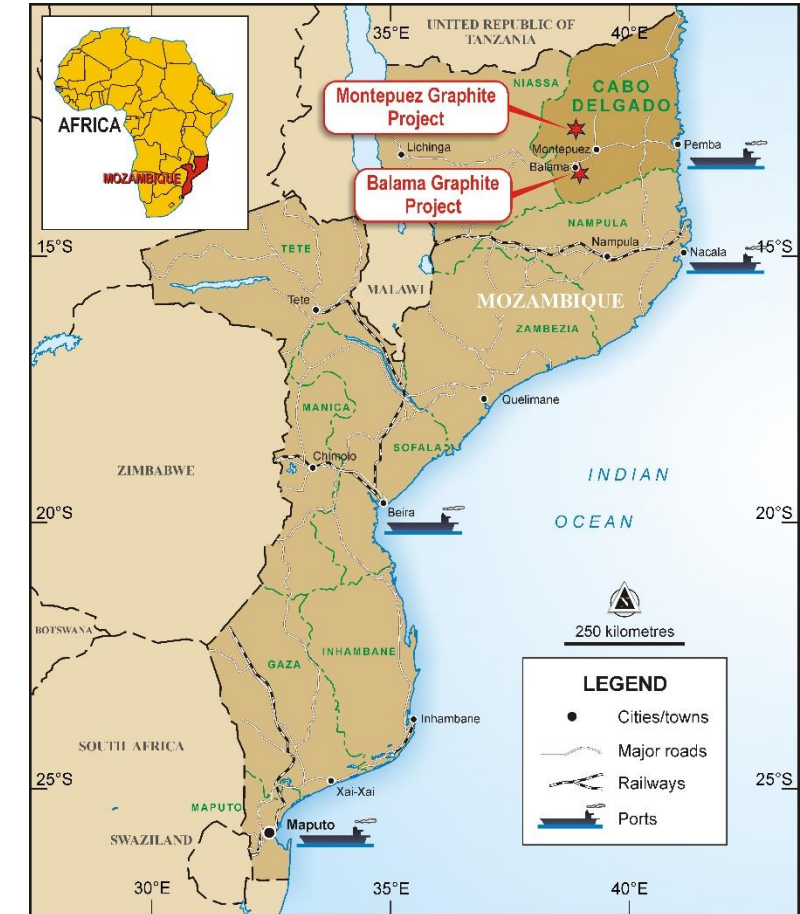 35°E
UNITED REPUBLIC OF
TANZANIA
40°E
AFRICA
MOZAMBIQUE
NIASSA
CABO
DELGADO
Montepuez Graphite
Project
Lichinga
Montepuez
Pemba
Balama
Balama Graphite
Project
NAMPULA
15°S
TETE
Nampula
Nacala
15°S
MALAWI
Tete
MOZAMBIQUE
ZAMBEZIA
MANICA
Quelimane
SOFALA
Chimoio
ZIMBABWE
INDIAN
OCEAN
20°S
Beira
20°S
250 kilometres
BOTSWANA
GAZA
INHAMBANE
LEGEND
Cities/towns
Major roads
Railways
Ports
Inhambane
SOUTH AFRICA
25°S
Xai-Xai
25°S
MAPUTO
Maputo
SWAZILAND
30°E
35°E
40°E